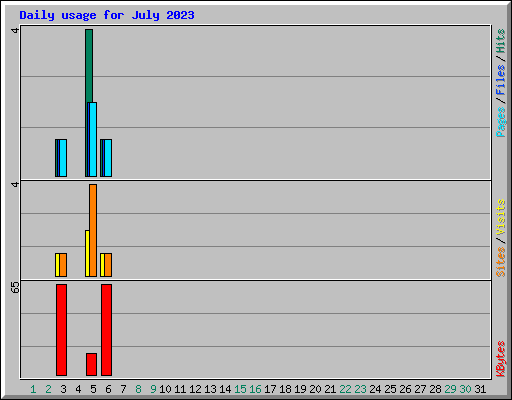 Daily usage for July 2023
4
Pages / Files / Hits
4
Sites / Visits
65
KBytes
1 2 3 4 5 6 7 8 9 10 11 12 13 14 15 16 17 18 19 20 21 22 23 24 25 26 27 28 29 30 31